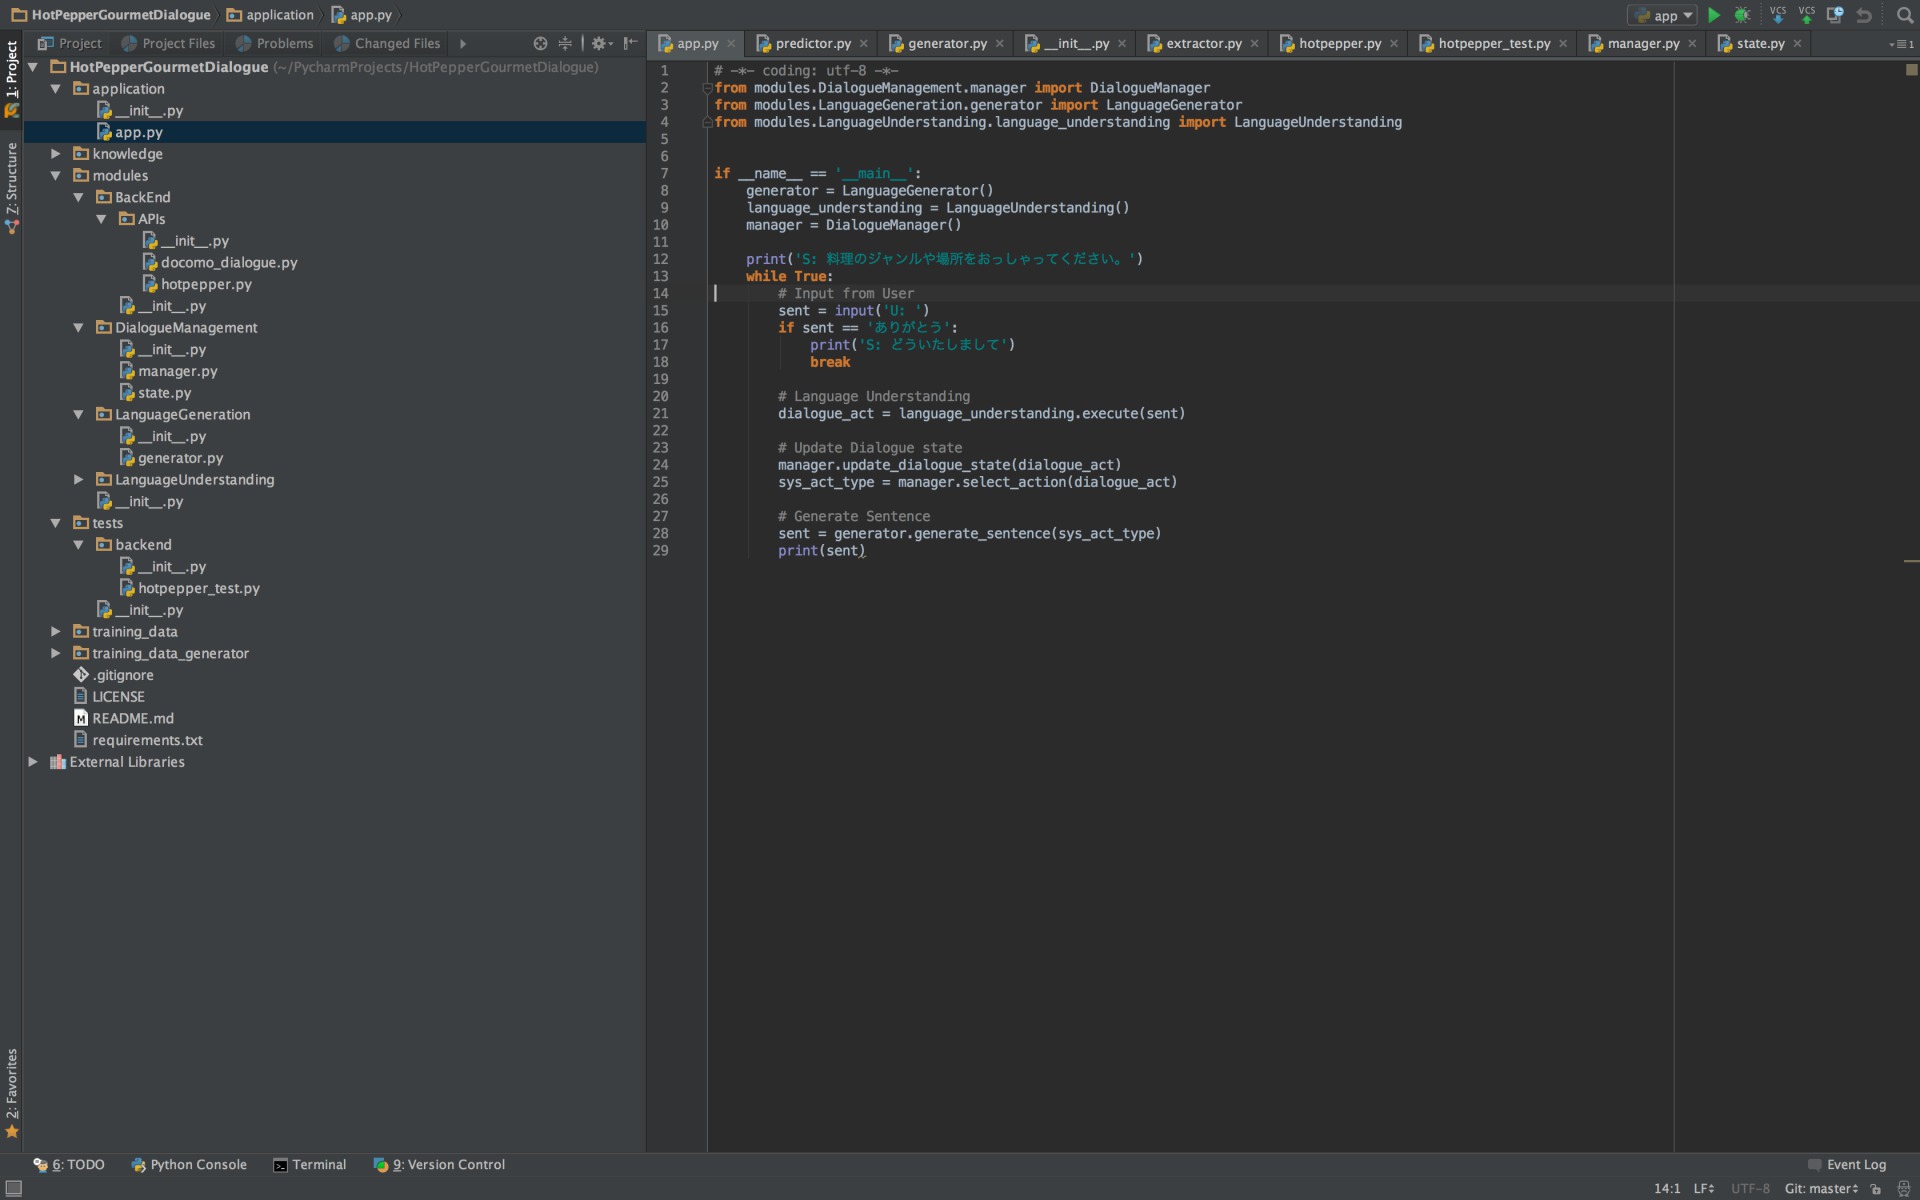 HotPepperGourmetDialogue application app.py
app
VCS VCS
Project Project Files Problems Changed Files
app.py predictor.py generator.py __init__.py extractor.py hotpepper.py hotpepper_test.py manager.py state.py
1: Project
Z: Structure
2: Favorites
HotPepperGourmetDialogue (~/PycharmProjects/HotPepperGourmetDialogue)
application
__init__.py
app.py
knowledge
modules
BackEnd
APIs
__init__.py
docomo_dialogue.py
hotpepper.py
__init__.py
DialogueManagement
__init__.py
manager.py
state.py
LanguageGeneration
__init__.py
generator.py
LanguageUnderstanding
__init__.py
tests
backend
__init__.py
hotpepper_test.py
__init__.py
training_data
training_data_generator
.gitignore
LICENSE
README.md
requirements.txt
External Libraries
1 # -*- coding: utf-8 -*-
2 from modules.DialogueManagement.manager import DialogueManager
3 from modules.LanguageGeneration.generator import LanguageGenerator
4 from modules.LanguageUnderstanding.language_understanding import LanguageUnderstanding
5
6
7 if __name__ == '__main__':
8 generator = LanguageGenerator()
9 language_understanding = LanguageUnderstanding()
10 manager = DialogueManager()
11
12 print('S: 料理のジャンルや場所をおっしゃってください。')
13 while True:
14 # Input from User
15 sent = input('U: ')
16 if sent == 'ありがとう':
17 print('S: どういたしまして')
18 break
19
20 # Language Understanding
21 dialogue_act = language_understanding.execute(sent)
22
23 # Update Dialogue state
24 manager.update_dialogue_state(dialogue_act)
25 sys_act_type = manager.select_action(dialogue_act)
26
27 # Generate Sentence
28 sent = generator.generate_sentence(sys_act_type)
29 print(sent)
6: TODO Python Console Terminal 9: Version Control Event Log
14:1 LF UTF-8 Git: master